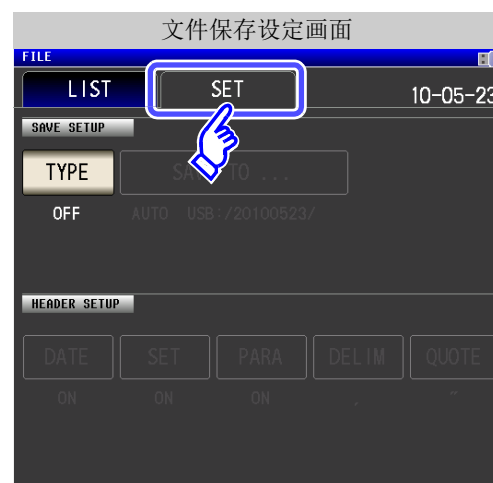 文件保存设定画面
FILE
LIST SET 10-05-23
SAVE SETUP
TYPE TO ...
OFF AUTO USB:/20100523/
HEADER SETUP
DATE SET PARA DELIM QUOTE
ON ON ON , "